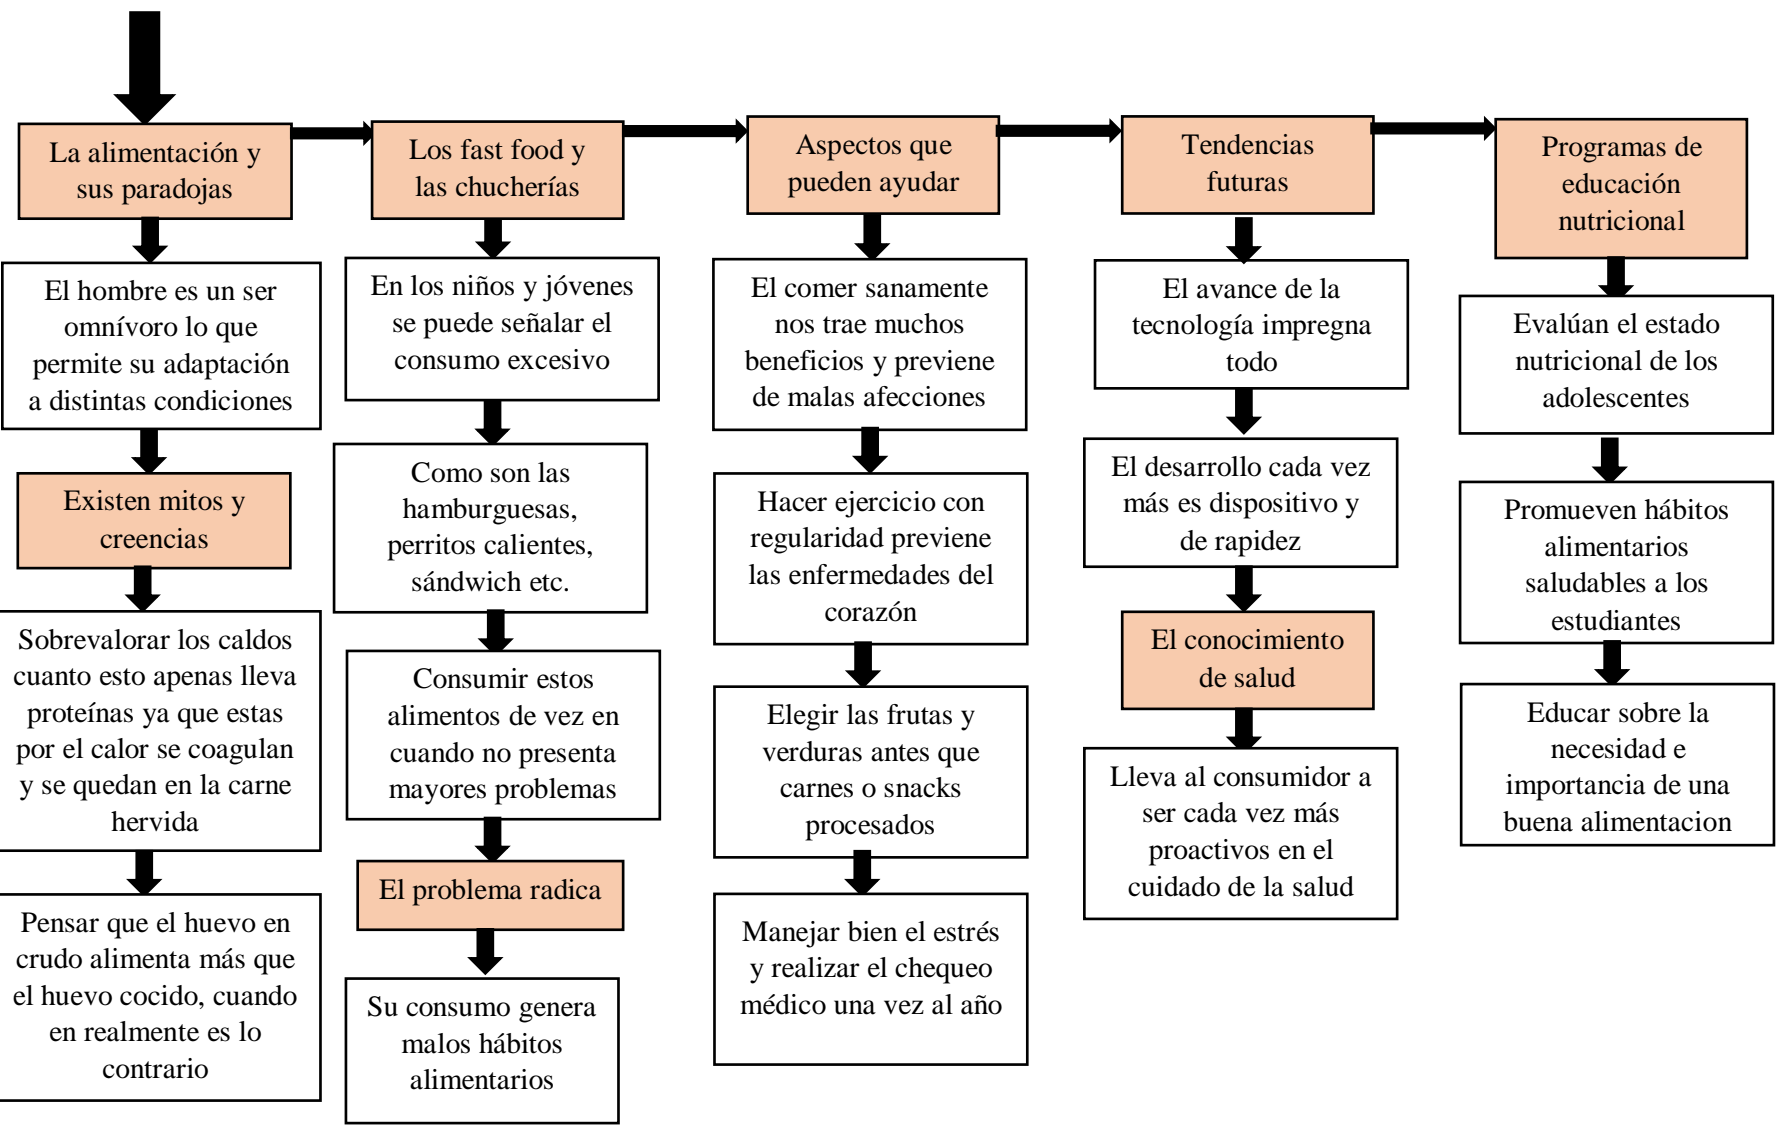 La alimentación y
sus paradojas
El hombre es un ser
omnívoro lo que
permite su adaptación
a distintas condiciones
Existen mitos y
creencias
Sobrevalorar los caldos
cuanto esto apenas lleva
proteínas ya que estas
por el calor se coagulan
y se quedan en la carne
hervida
Pensar que el huevo en
crudo alimenta más que
el huevo cocido, cuando
en realmente es lo
contrario
Los fast food y
las chucherías
En los niños y jóvenes
se puede señalar el
consumo excesivo
Como son las
hamburguesas,
perritos calientes,
sándwich etc.
Consumir estos
alimentos de vez en
cuando no presenta
mayores problemas
El problema radica
Su consumo genera
malos hábitos
alimentarios
Aspectos que
pueden ayudar
El comer sanamente
nos trae muchos
beneficios y previene
de malas afecciones
Hacer ejercicio con
regularidad previene
las enfermedades del
corazón
Elegir las frutas y
verduras antes que
carnes o snacks
procesados
Manejar bien el estrés
y realizar el chequeo
médico una vez al año
Tendencias
futuras
El avance de la
tecnología impregna
todo
El desarrollo cada vez
más es dispositivo y
de rapidez
El conocimiento
de salud
Lleva al consumidor a
ser cada vez más
proactivos en el
cuidado de la salud
Programas de
educación
nutricional
Evalúan el estado
nutricional de los
adolescentes
Promueven hábitos
alimentarios
saludables a los
estudiantes
Educar sobre la
necesidad e
importancia de una
buena alimentacion